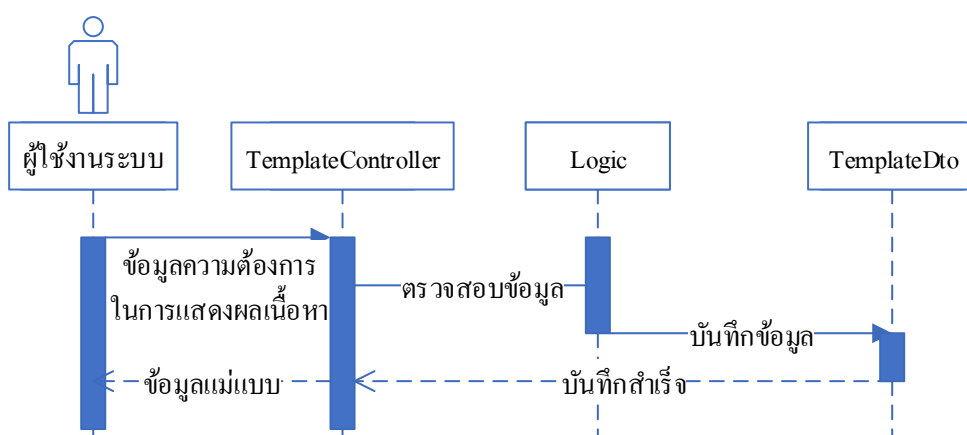 ผู้ใช้งานระบบ
TemplateController
Logic
TemplateDto
ข้อมูลความต้องการ
ในการแสดงผลเนื้อหา
ตรวจสอบข้อมูล
บันทึกข้อมูล
ข้อมูลแม่แบบ
บันทึกสำเร็จ